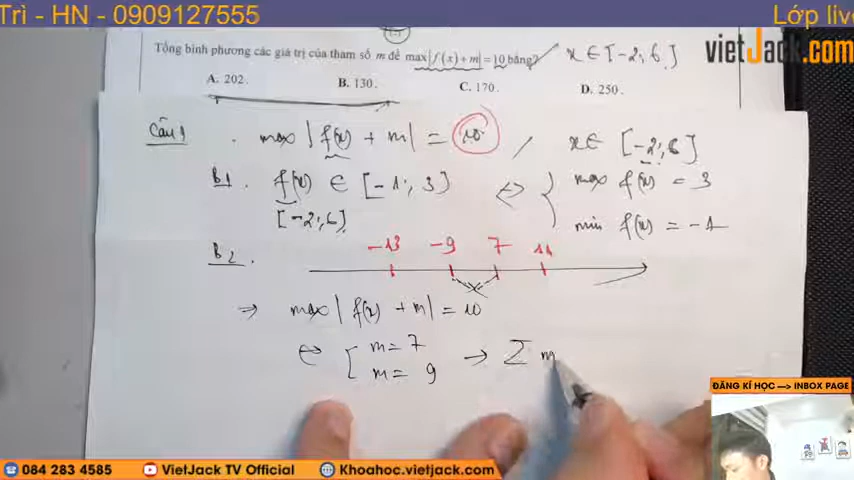 Trì - HN - 0909127555
Lớp live
vietJack.com
Tổng bình phương các giá trị của tham số m để max|f(x)+m|=10 bằng? x ∈ [-2; 6]
A. 202. B. 130. C. 170. D. 250.
Câu 1 . max |f(x) + m| = 10 / x ∈ [-2; 6]
B1. f(x) ∈ [-1; 3] <=> { max f(x) = 3
[-2; 6] min f(x) = -1
B2. -13 -9 7 11
=> max |f(x) + m| = 10
<=> [ m = 7
m = 9 → Σ m
ĐĂNG KÍ HỌC —> INBOX PAGE
084 283 4585 VietJack TV Official Khoahoc.vietjack.com